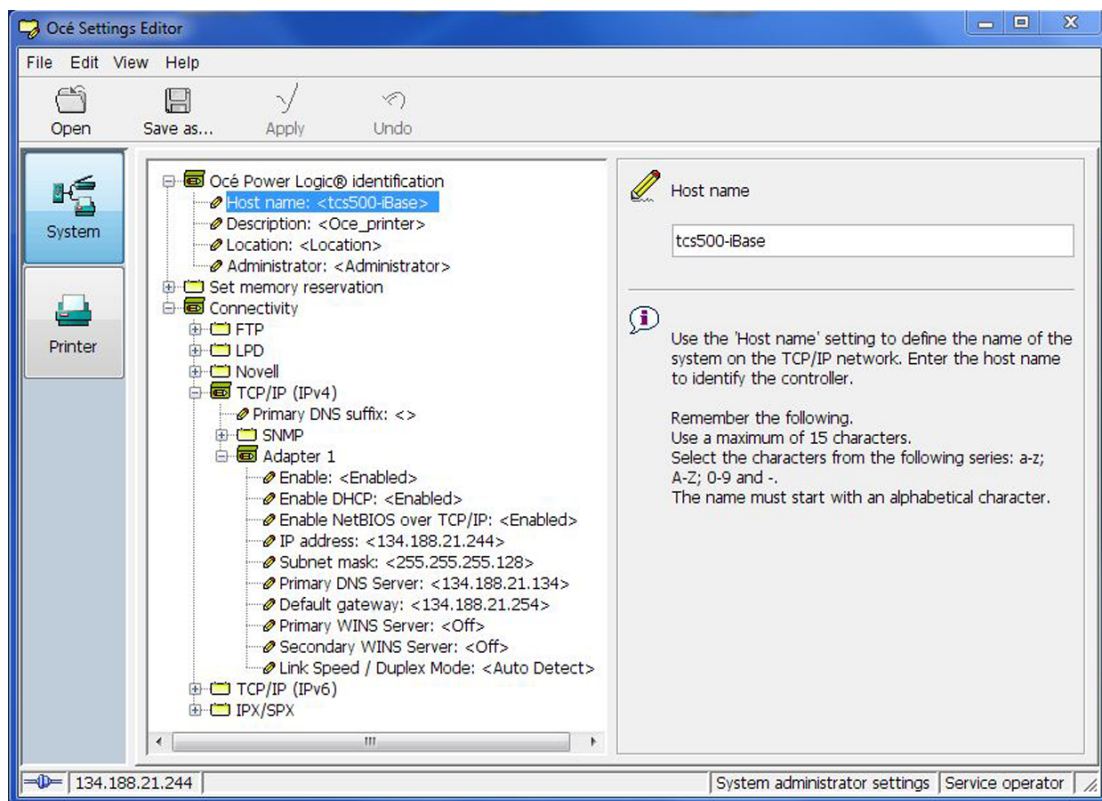 Océ Settings Editor
File Edit View Help
Open Save as... Apply Undo
System
Printer
Océ Power Logic® identification
Host name: <tcs500-iBase>
Description: <Oce_printer>
Location: <Location>
Administrator: <Administrator>
Set memory reservation
Connectivity
FTP
LPD
Novell
TCP/IP (IPv4)
Primary DNS suffix: <>
SNMP
Adapter 1
Enable: <Enabled>
Enable DHCP: <Enabled>
Enable NetBIOS over TCP/IP: <Enabled>
IP address: <134.188.21.244>
Subnet mask: <255.255.255.128>
Primary DNS Server: <134.188.21.134>
Default gateway: <134.188.21.254>
Primary WINS Server: <Off>
Secondary WINS Server: <Off>
Link Speed / Duplex Mode: <Auto Detect>
TCP/IP (IPv6)
IPX/SPX
Host name
tcs500-iBase
Use the 'Host name' setting to define the name of the
system on the TCP/IP network. Enter the host name
to identify the controller.
Remember the following.
Use a maximum of 15 characters.
Select the characters from the following series: a-z;
A-Z; 0-9 and -.
The name must start with an alphabetical character.
134.188.21.244
System administrator settings Service operator